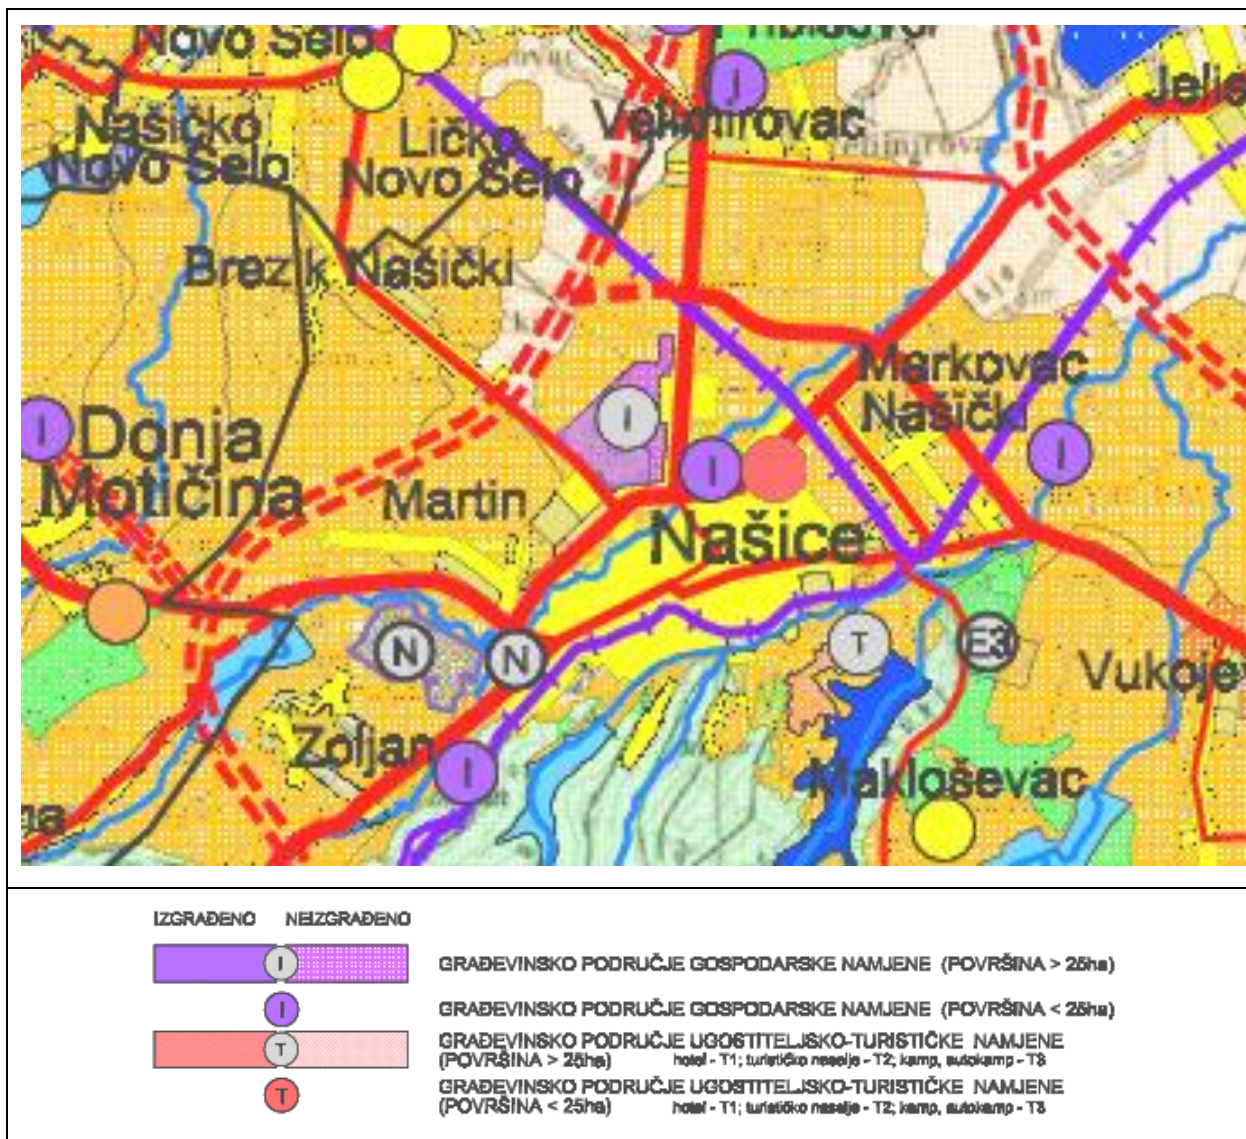 Novo Selo
Velimirovac
Našičko
Novo Selo
Ličko
Novo Selo
Brezik Našički
Markovac
Našički
Donja
Motičina
Martin
Našice
Vukoje
Zoljan
Makloševac
J
I
I
I
I
N
N
T
E3
I
IZGRAĐENO NEIZGRAĐENO
I GRAĐEVINSKO PODRUČJE GOSPODARSKE NAMJENE (POVRŠINA > 25ha)
I GRAĐEVINSKO PODRUČJE GOSPODARSKE NAMJENE (POVRŠINA < 25ha)
T GRAĐEVINSKO PODRUČJE UGOSTITELJSKO-TURISTIČKE NAMJENE
(POVRŠINA > 25ha) hotel - T1; turističko naselje - T2; kamp, autokamp - T3
T GRAĐEVINSKO PODRUČJE UGOSTITELJSKO-TURISTIČKE NAMJENE
(POVRŠINA < 25ha) hotel - T1; turističko naselje - T2; kamp, autokamp - T3